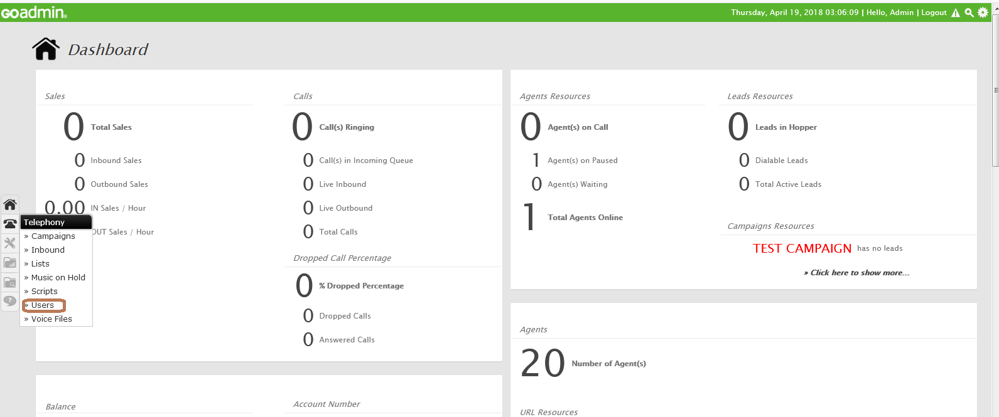 GOadmin®
Thursday, April 19, 2018 03:06:09 | Hello, Admin | Logout
Dashboard
Sales
0 Total Sales
0 Inbound Sales
0 Outbound Sales
0.00 IN Sales / Hour
OUT Sales / Hour
Telephony
» Campaigns
» Inbound
» Lists
» Music on Hold
» Scripts
» Users
» Voice Files
Calls
0 Call(s) Ringing
0 Call(s) in Incoming Queue
0 Live Inbound
0 Live Outbound
0 Total Calls
Dropped Call Percentage
0 % Dropped Percentage
0 Dropped Calls
0 Answered Calls
Agents Resources
0 Agent(s) on Call
1 Agent(s) on Paused
0 Agent(s) Waiting
1 Total Agents Online
Leads Resources
0 Leads in Hopper
0 Dialable Leads
0 Total Active Leads
Campaigns Resources
TEST CAMPAIGN has no leads
» Click here to show more...
Balance
Account Number
Agents
20 Number of Agent(s)
URL Resources